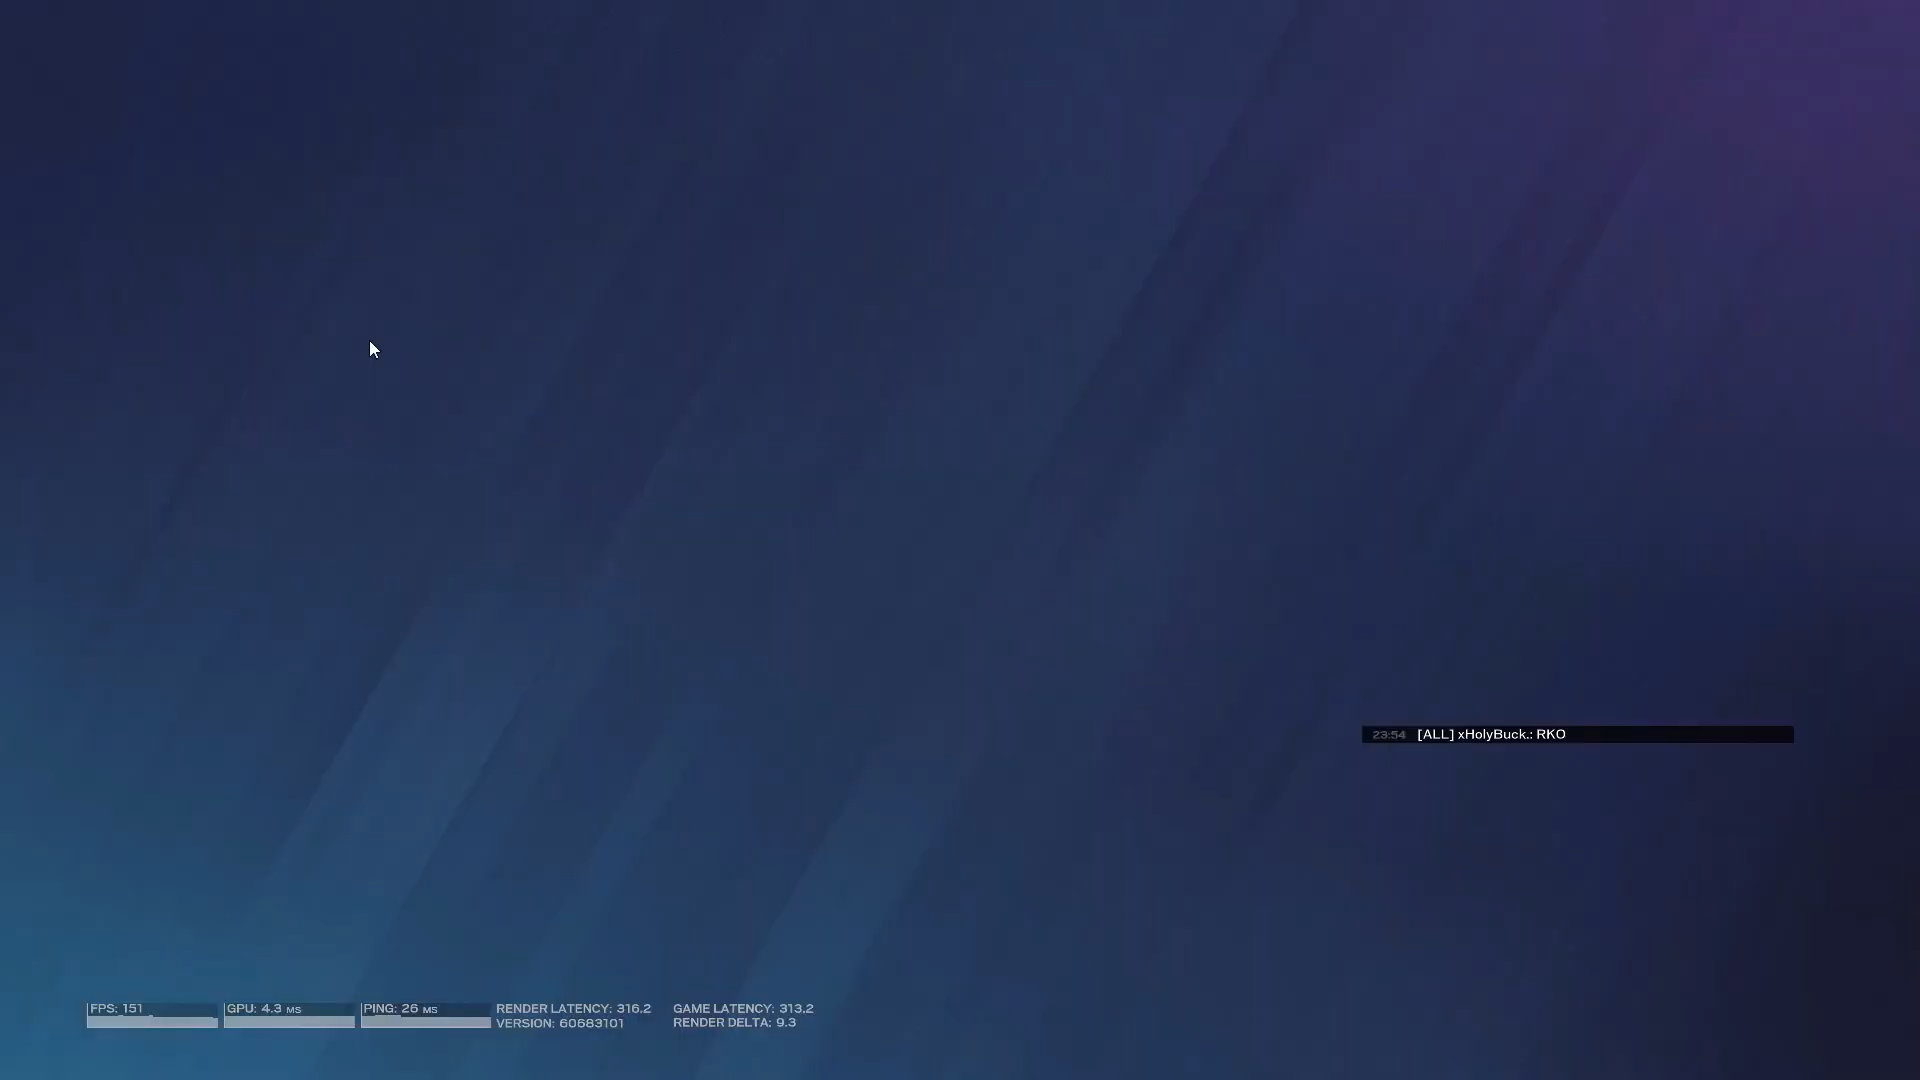 23:54 [ALL] xHolyBuck.: RKO
FPS: 151 GPU: 4.3 MS PING: 26 MS RENDER LATENCY: 316.2 GAME LATENCY: 313.2
VERSION: 60683101 RENDER DELTA: 9.3